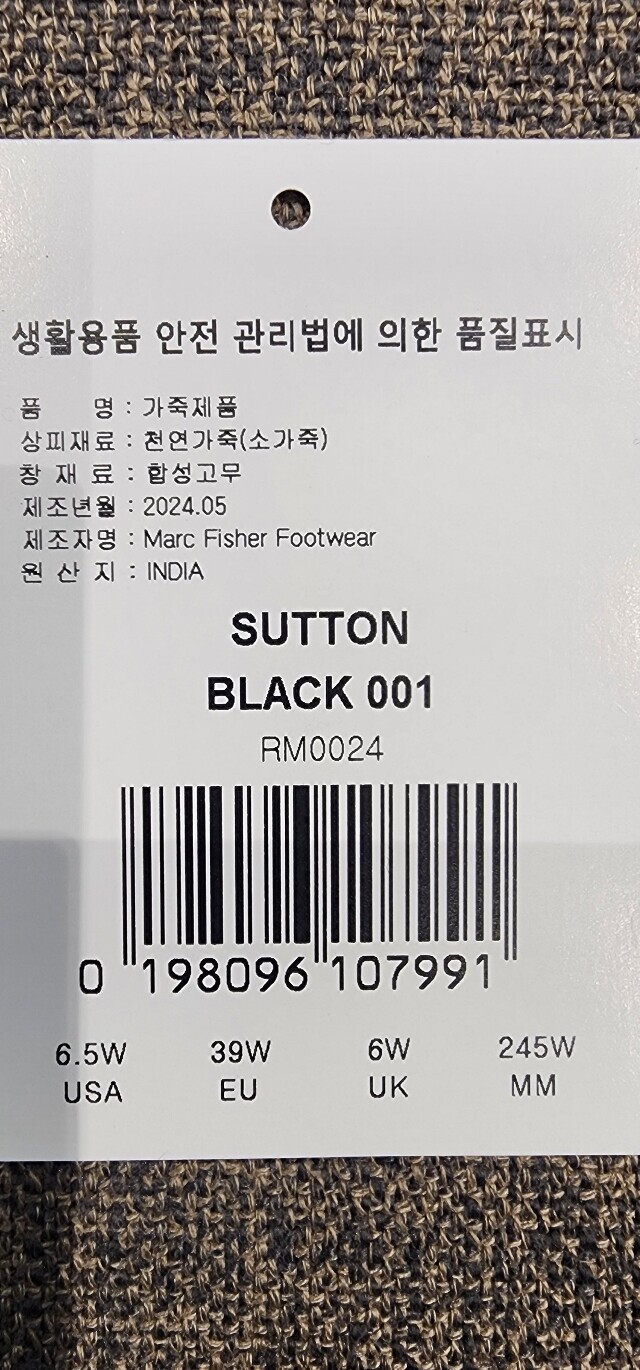 생활용품 안전 관리법에 의한 품질표시
품 명 : 가죽제품
상피재료 : 천연가죽(소가죽)
창 재 료 : 합성고무
제조년월 : 2024.05
제조자명 : Marc Fisher Footwear
원 산 지 : INDIA
SUTTON
BLACK 001
RM0024
0 198096 107991
6.5W 39W 6W 245W
USA EU UK MM